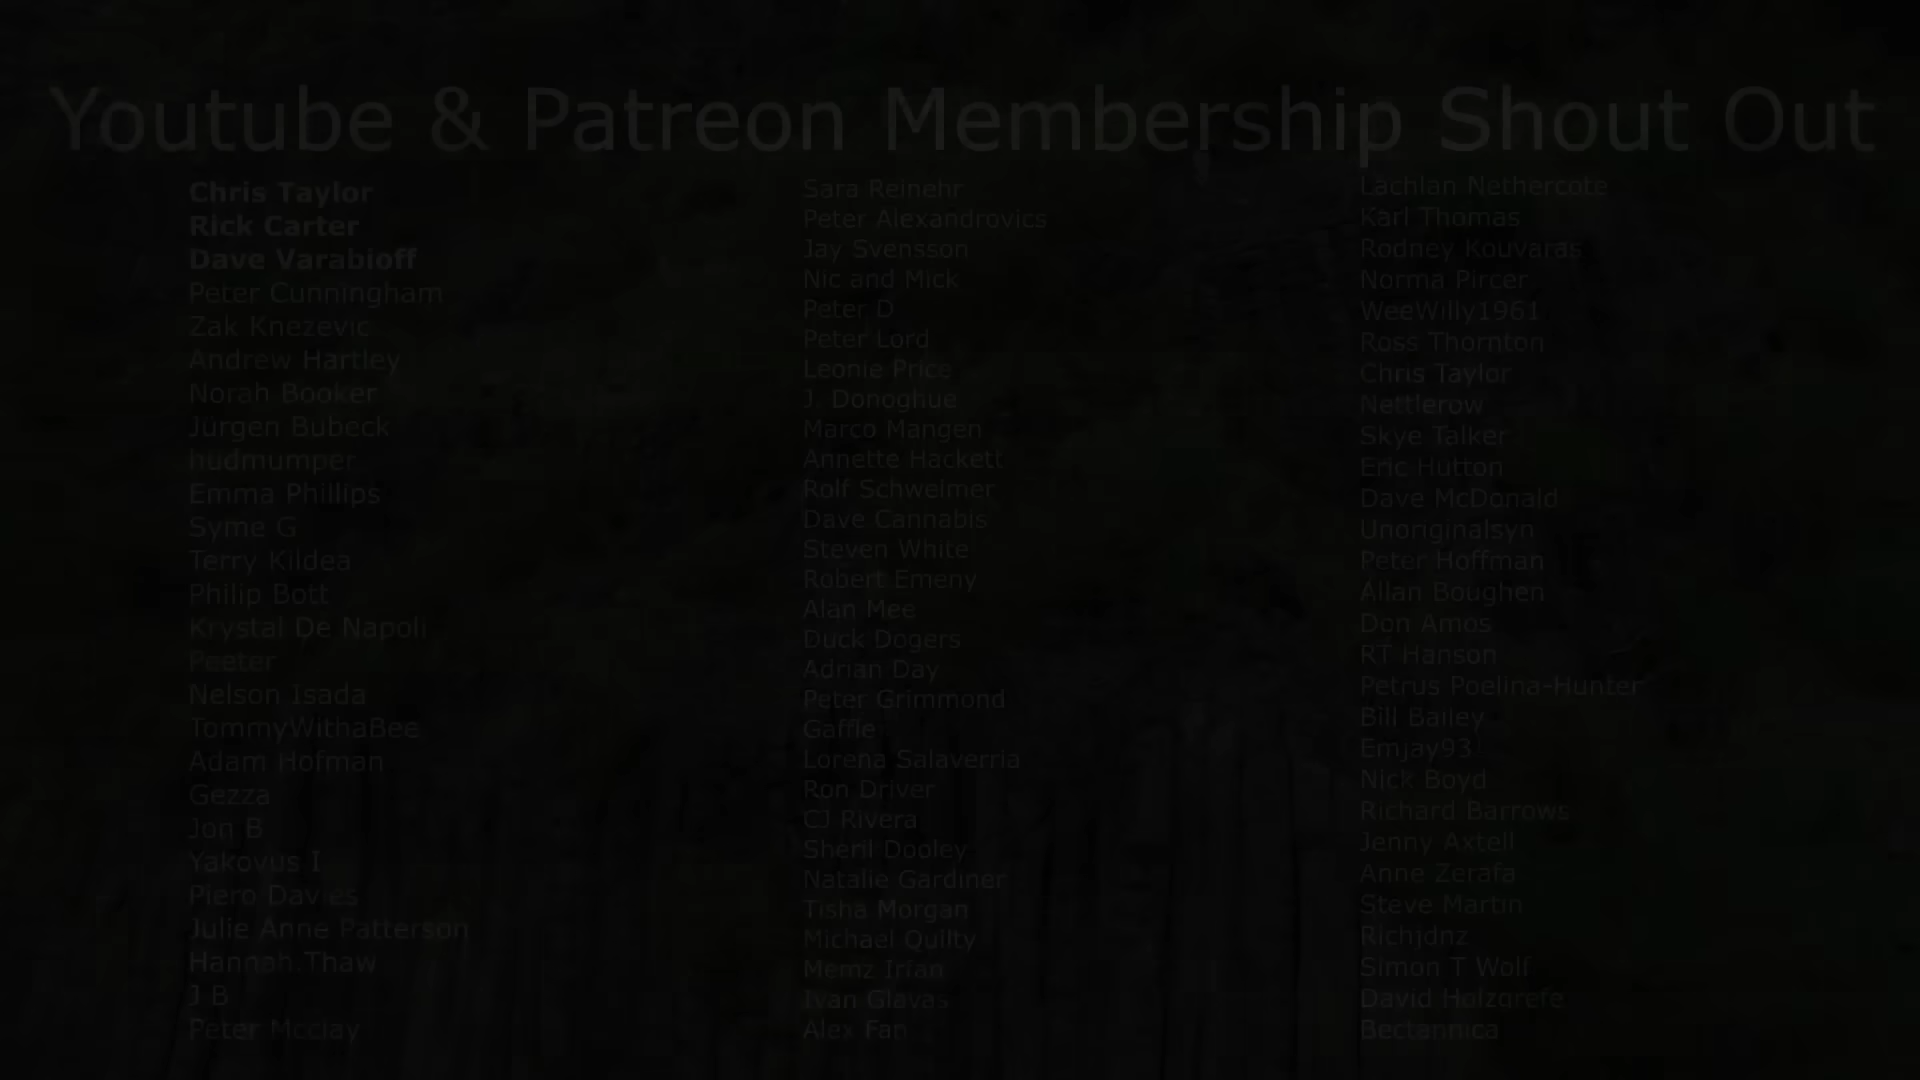 Youtube & Patreon Membership Shout Out
Chris Taylor
Rick Carter
Dave Varabioff
Peter Cunningham
Zak Knezevic
Andrew Hartley
Norah Booker
Jürgen Bubeck
hudmumper
Emma Phillips
Syme G
Terry Kildea
Philip Bott
Krystal De Napoli
Peeter
Nelson Isada
TommyWithaBee
Adam Hofman
Gezza
Jon B
Yakovus I
Piero Davies
Julie Anne Patterson
Hannah.Thaw
J B
Peter Mcclay
Sara Reinehr
Peter Alexandrovics
Jay Svensson
Nic and Mick
Peter D
Peter Lord
Leonie Price
J. Donoghue
Marco Mangen
Annette Hackett
Rolf Schweimer
Dave Cannabis
Steven White
Robert Emeny
Alan Mee
Duck Dogers
Adrian Day
Peter Grimmond
Gaffie
Lorena Salaverria
Ron Driver
CJ Rivera
Sheril Dooley
Natalie Gardiner
Tisha Morgan
Michael Quilty
Memz Irfan
Ivan Glavas
Alex Fan
Lachlan Nethercote
Karl Thomas
Rodney Kouvaras
Norma Pircer
WeeWilly1961
Ross Thornton
Chris Taylor
Nettlerow
Skye Talker
Eric Hutton
Dave McDonald
Unoriginalsyn
Peter Hoffman
Allan Boughen
Don Amos
RT Hanson
Petrus Poelina-Hunter
Bill Bailey
Emjay93
Nick Boyd
Richard Barrows
Jenny Axtell
Anne Zerafa
Steve Martin
Richjdnz
Simon T Wolf
David Holzgrefe
Bectannica